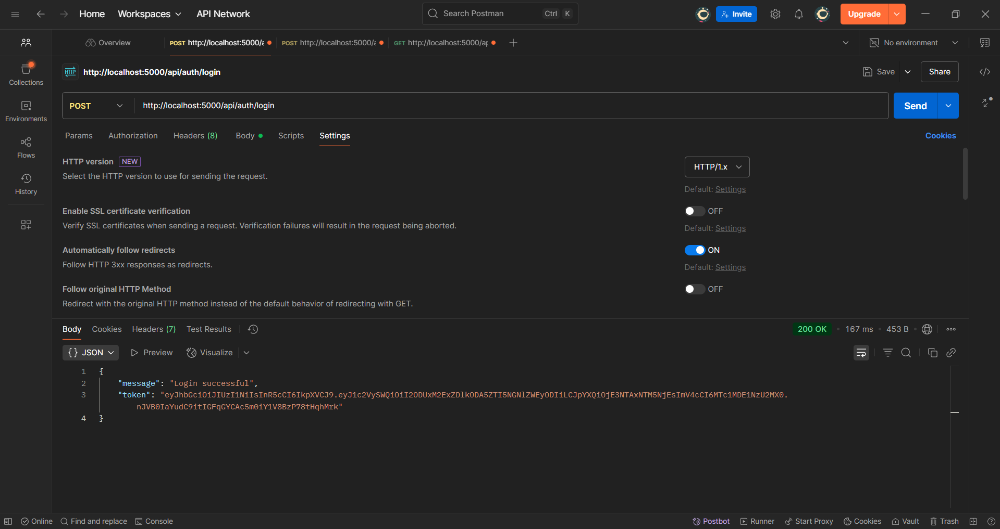 Home Workspaces API Network Search Postman Ctrl K Invite Upgrade
Overview POST http://localhost:5000/a POST http://localhost:5000/a GET http://localhost:5000/ap No environment
HTTP http://localhost:5000/api/auth/login Save Share
Collections
POST http://localhost:5000/api/auth/login Send
Environments
Params Authorization Headers (8) Body Scripts Settings Cookies
Flows
HTTP version NEW HTTP/1.x
Select the HTTP version to use for sending the request.
History
Default: Settings
Enable SSL certificate verification OFF
Verify SSL certificates when sending a request. Verification failures will result in the request being aborted.
Default: Settings
Automatically follow redirects ON
Follow HTTP 3xx responses as redirects.
Default: Settings
Follow original HTTP Method OFF
Redirect with the original HTTP method instead of the default behavior of redirecting with GET.
Body Cookies Headers (7) Test Results 200 OK 167 ms 453 B
{} JSON Preview Visualize
1 {
2 "message": "Login successful",
3 "token": "eyJhbGciOiJIUzI1NiIsInR5cCI6IkpXVCJ9.eyJ1c2VySWQiOiI2ODUxM2ExZDlkODA5ZTI5NGNlZWEyODIiLCJpYXQiOjE3NTAxNTM5NjEsImV4cCI6MTc1MDE1NzU2MX0.
nJVB0IaYudC9itIGFqGYCAc5m0iY1V8BzP78tHqhMrk"
4 }
Online Find and replace Console Postbot Runner Start Proxy Cookies Vault Trash